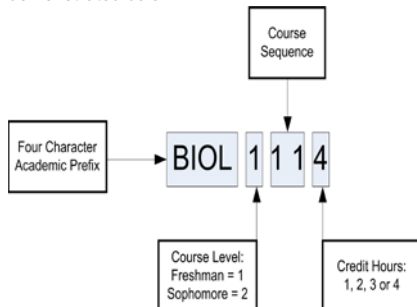 Course
Sequence
Four Character
Academic Prefix
BIOL 1 1 1 4
Course Level:
Freshman = 1
Sophomore = 2
Credit Hours:
1, 2, 3 or 4